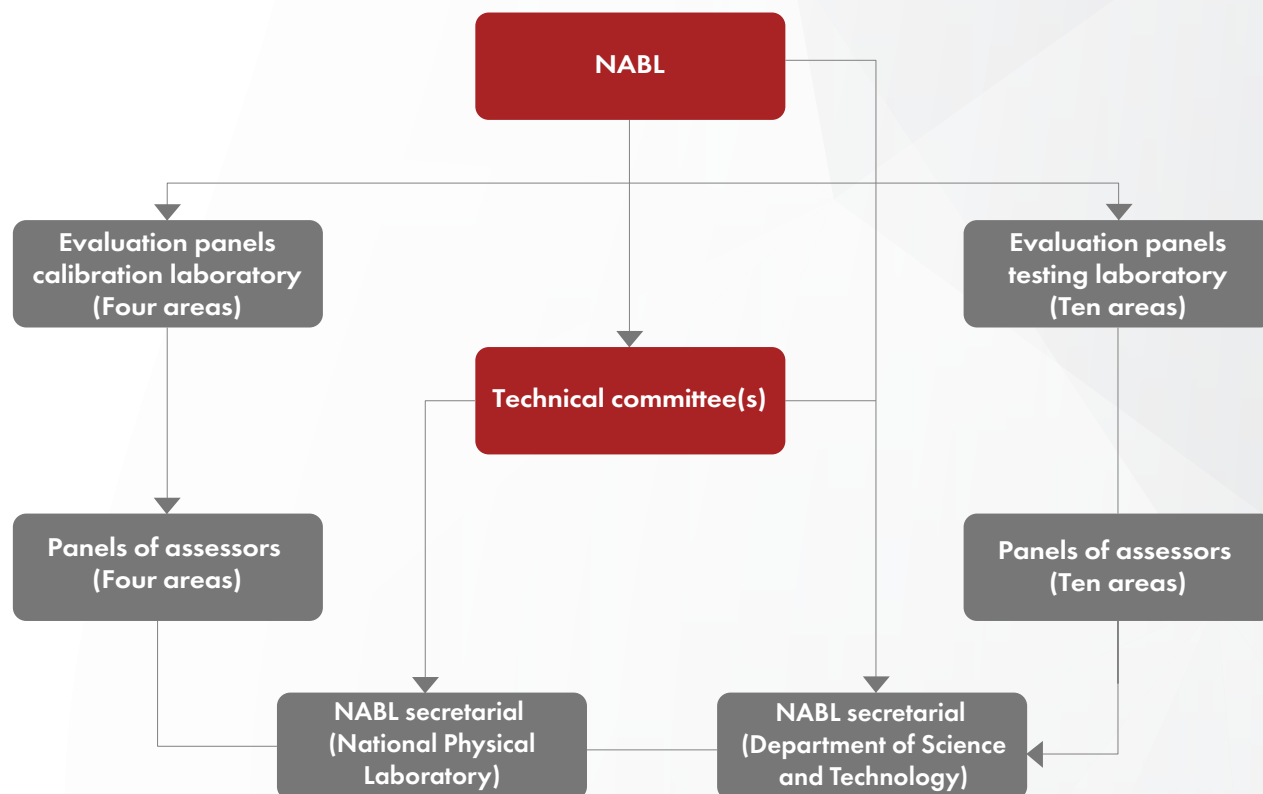 NABL
Evaluation panels
calibration laboratory
(Four areas)
Evaluation panels
testing laboratory
(Ten areas)
Technical committee(s)
Panels of assessors
(Four areas)
Panels of assessors
(Ten areas)
NABL secretarial
(National Physical
Laboratory)
NABL secretarial
(Department of Science
and Technology)